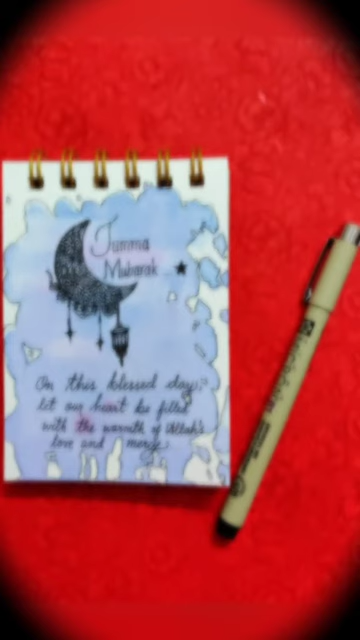 Jumma
Mubarak
On this blessed day,
let our heart be filled
with the warmth of Allah's
love and mercy